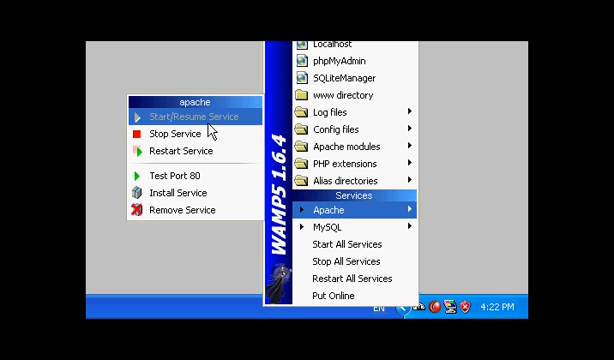 Localhost
phpMyAdmin
SQLiteManager
www directory
Log files
Config files
Apache modules
PHP extensions
Alias directories
Services
Apache
MySQL
Start All Services
Stop All Services
Restart All Services
Put Online
WAMP5 1.6.4
apache
Start/Resume Service
Stop Service
Restart Service
Test Port 80
Install Service
Remove Service
EN
4:22 PM